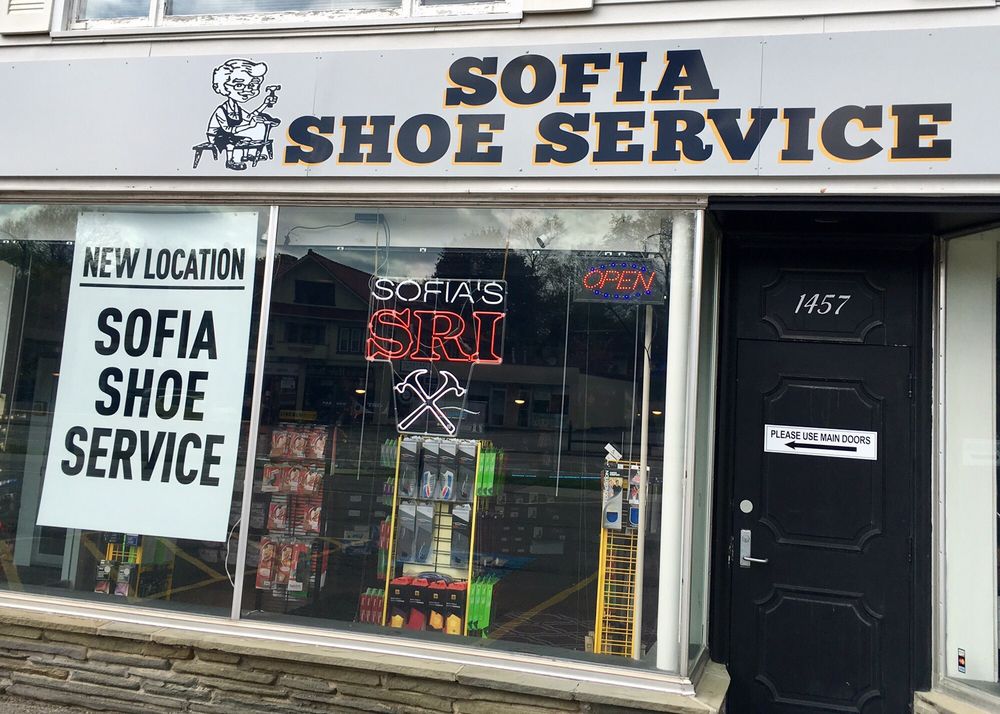 SOFIA
SHOE SERVICE
NEW LOCATION
SOFIA
SHOE
SERVICE
SOFIA'S
SRI
OPEN
1457
PLEASE USE MAIN DOORS